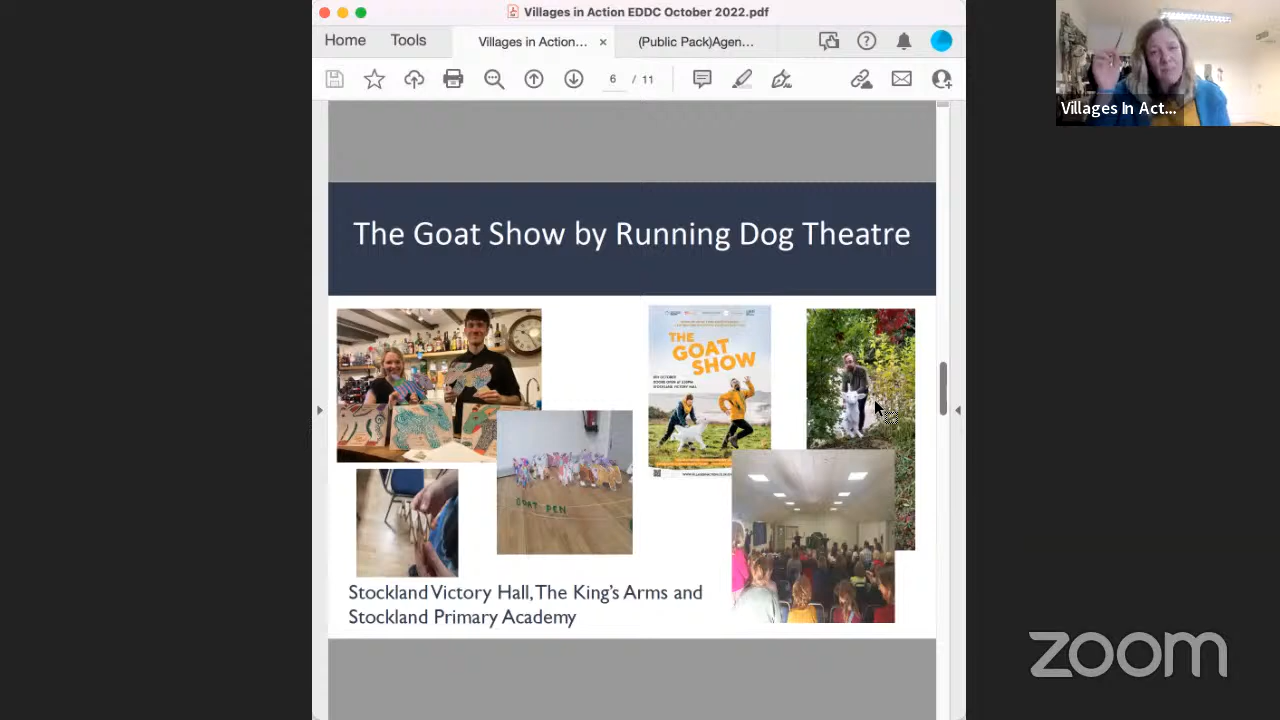 Villages in Action EDDC October 2022.pdf
Home
Tools
Villages in Action...
×
(Public Pack)Agen...
6 / 11
Villages In Act...
The Goat Show by Running Dog Theatre
THE
GOAT
SHOW
GOAT PEN
Stockland Victory Hall, The King's Arms and
Stockland Primary Academy
zoom